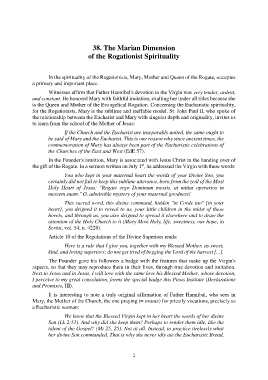 38. The Marian Dimension
of the Rogationist Spirituality
In the spirituality of the Rogationists, Mary, Mother and Queen of the Rogate, occupies
a primary and important place.
Witnesses affirm that Father Hannibal's devotion to the Virgin was very tender, ardent,
and constant. He honored Mary with faithful imitation, exalting her under all titles because she
is the Queen and Mother of the Evangelical Rogation. Concerning the Eucharistic spirituality,
for the Rogationists, Mary is the sublime and ineffable model. St. John Paul II, who spoke of
the relationship between the Eucharist and Mary with singular depth and originality, invites us
to learn from the school of the Mother of Jesus:
If the Church and the Eucharist are inseparably united, the same ought to
be said of Mary and the Eucharist. This is one reason why since ancient times, the
commemoration of Mary has always been part of the Eucharistic celebrations of
the Churches of the East and West (EdE 57).
In the Founder's intuition, Mary is associated with Jesus Christ in the handing over of
the gift of the Rogate. In a sermon written on July 1st, he addressed the Virgin with these words:
You who kept in your maternal heart the words of your Divine Son, you
certainly did not fail to keep this sublime utterance, born from the zeal of the Most
Holy Heart of Jesus: "Rogate ergo Dominum messis, ut mittat operarios in
messem suam." O, admirable mystery of your maternal goodness!
This sacred word, this divine command, hidden "in Corde tuo" (in your
heart), you deigned it to reveal to us, your little children in the midst of these
hovels, and through us, you also deigned to spread it elsewhere and to draw the
attention of the Holy Church to it (Mary Most Holy, life, sweetness, our hope, in
Scritti, vol. 54, n. 4228).
Article 10 of the Regulations of the Divine Superiors reads:
Here is a rule that I give you, together with my Blessed Mother, as sweet,
kind, and loving superiors: do not get tired of begging the Lord of the harvest [...].
The Founder gave his followers a badge with the features that make up the Virgin's
aspects, so that they may reproduce them in their lives, through true devotion and imitation.
Next to Jesus and in Jesus, I will love with the same love his Blessed Mother, whose devotion,
I perceive to my great consolation, forms the special badge this Pious Institute (Declarations
and Promises, III).
It is interesting to note a truly original affirmation of Father Hannibal, who sees in
Mary, the Mother of the Church, the one praying (w orante) for priestly vocations, precisely as
a Eucharistic woman:
We know that the Blessed Virgin kept in her heart the words of her divine
Son (Lk 2:51). And why did she keep them? Perhaps to render them idle, like the
talent of the Gospel? (Mt 25, 25). Not at all. Instead, to practice tirelessly what
her divine Son commanded. That is why she never idly use the Eucharistic Bread,
1